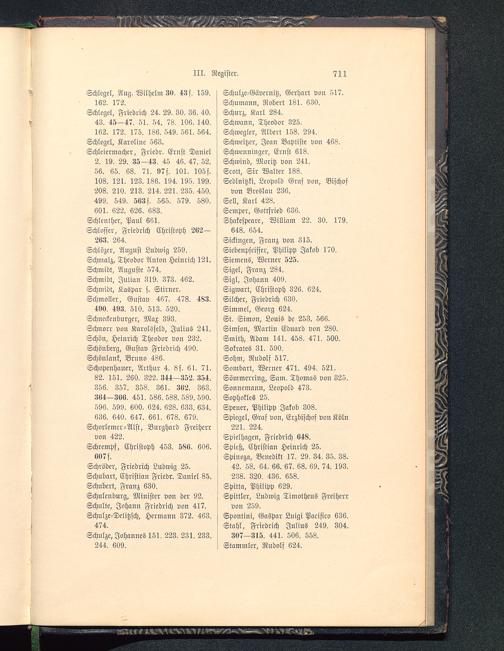 III. Register.
711
Schlegel, Aug. Wilhelm 30. 43f. 159.
162. 172.
Schlegel, Friedrich 24. 29. 30. 36. 40.
43. 45—47. 51. 54. 78. 106. 140.
162. 172. 175. 186. 549. 561. 564.
Schlegel, Karoline 563.
Schleiermacher, Friedr. Ernst Daniel
2. 19. 29. 35—43. 45. 46. 47. 52.
56. 65. 68. 71. 97f. 101. 105f.
108. 121. 123. 186. 194. 195. 199.
208. 210. 213. 214. 221. 235. 450.
499. 549. 563f. 565. 579. 580.
601. 622. 626. 683.
Schlenther, Paul 661.
Schlosser, Friedrich Christoph 262—
263. 264.
Schlözer, August Ludwig 259.
Schmalz, Theodor Anton Heinrich 121.
Schmidt, Auguste 574.
Schmidt, Julian 319. 373. 462.
Schmidt, Kaspar s. Stirner.
Schmoller, Gustav 467. 478. 483.
490. 493. 510. 513. 520.
Schneckenburger, Max 393.
Schnorr von Karolsfeld, Julius 241.
Schön, Heinrich Theodor von 232.
Schönberg, Gustav Friedrich 490.
Schönlank, Bruno 486.
Schopenhauer, Arthur 4. 8f. 61. 71.
82. 151. 260. 322. 344—352. 354.
356. 357. 358. 361. 362. 363.
364—366. 451. 586. 588. 589. 590.
596. 599. 600. 624. 628. 633. 634.
636. 640. 647. 661. 678. 679.
Schorlemer-Alst, Burghard Freiherr
von 422.
Schrempf, Christoph 453. 586. 606.
607f.
Schröder, Friedrich Ludwig 25.
Schubart, Christian Friedr. Daniel 85.
Schubert, Franz 630.
Schulenburg, Minister von der 92.
Schulte, Johann Friedrich von 417.
Schulze-Delitzsch, Hermann 372. 463.
474.
Schulze, Johannes 151. 223. 231. 233.
244. 609.
Schulze-Gävernitz, Gerhart von 517.
Schumann, Robert 181. 630.
Schurz, Karl 284.
Schwann, Theodor 325.
Schwegler, Albert 158. 294.
Schweitzer, Jean Baptiste von 468.
Schwenninger, Ernst 618.
Schwind, Moritz von 241.
Scott, Sir Walter 188.
Sedlnitzki, Leopold Graf von, Bischof
von Breslau 236.
Sell, Karl 428.
Semper, Gottfried 636.
Shakespeare, William 22. 30. 179.
648. 654.
Sickingen, Franz von 315.
Siebenpfeiffer, Philipp Jakob 170.
Siemens, Werner 525.
Sigel, Franz 284.
Sigl, Johann 409.
Sigwart, Christoph 326. 624.
Silcher, Friedrich 630.
Simmel, Georg 624.
St. Simon, Louis de 253. 566.
Simson, Martin Eduard von 280.
Smith, Adam 141. 458. 471. 500.
Sokrates 31. 590.
Sohm, Rudolf 517.
Sombart, Werner 471. 494. 521.
Sömmerring, Sam. Thomas von 325.
Sonnemann, Leopold 473.
Sophokles 25.
Spener, Philipp Jakob 308.
Spiegel, Graf von, Erzbischof von Köln
221. 224.
Spielhagen, Friedrich 648.
Spieß, Christian Heinrich 25.
Spinoza, Benedikt 17. 29. 34. 35. 38.
42. 58. 64. 66. 67. 68. 69. 74. 193.
238. 320. 436. 658.
Spitta, Philipp 629.
Spittler, Ludwig Timotheus Freiherr
von 259.
Spontini, Gaspar Luigi Pacifico 636.
Stahl, Friedrich Julius 249. 304.
307—315. 441. 506. 558.
Stammler, Rudolf 624.